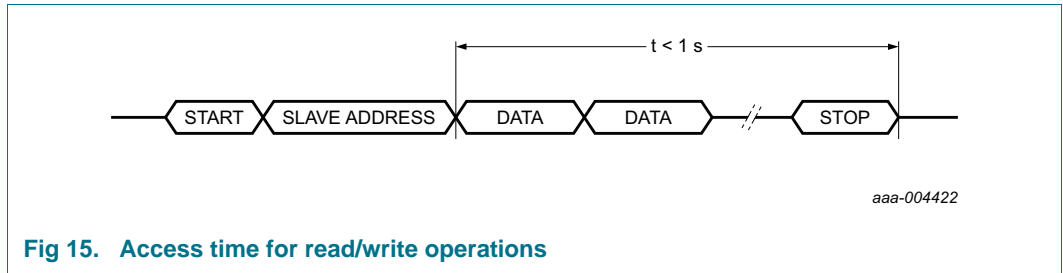 t < 1 s
START SLAVE ADDRESS DATA DATA STOP
aaa-004422
Fig 15. Access time for read/write operations